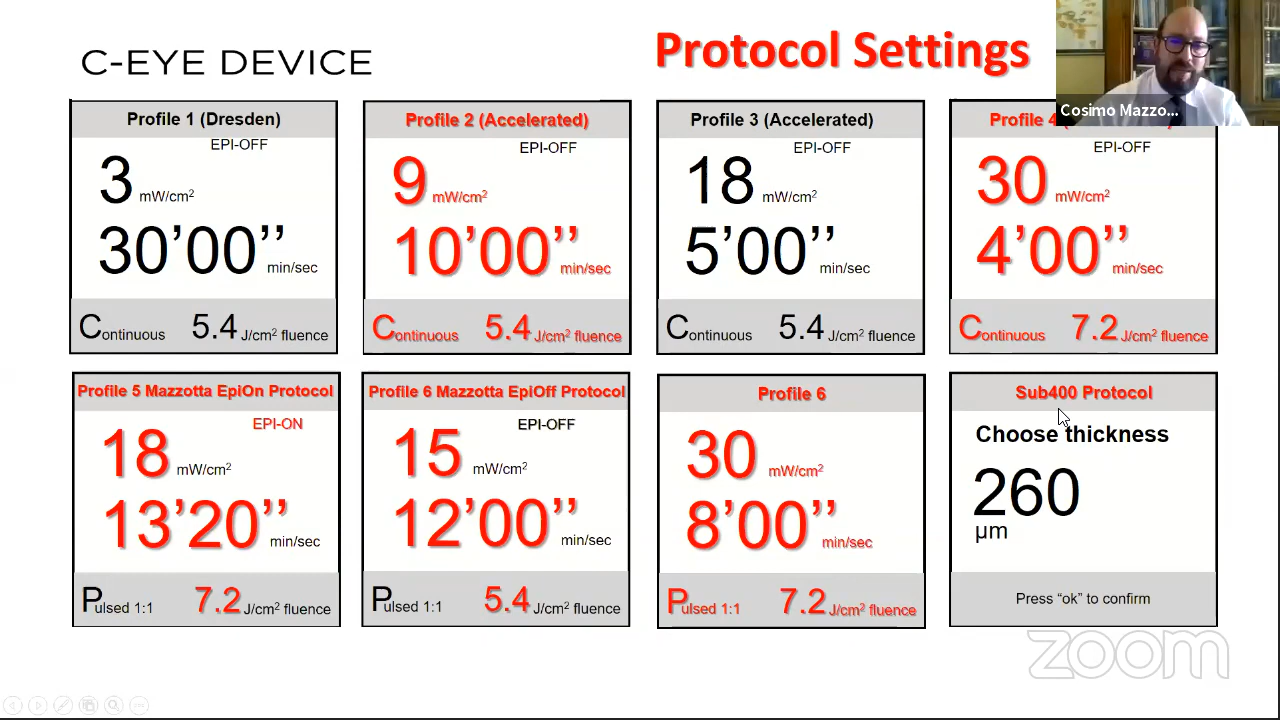 C-EYE DEVICE
Protocol Settings
Cosimo Mazzo...
Profile 1 (Dresden)
EPI-OFF
3 mW/cm²
30’00’’ min/sec
Continuous 5.4 J/cm² fluence
Profile 2 (Accelerated)
EPI-OFF
9 mW/cm²
10’00’’ min/sec
Continuous 5.4 J/cm² fluence
Profile 3 (Accelerated)
EPI-OFF
18 mW/cm²
5’00’’ min/sec
Continuous 5.4 J/cm² fluence
Profile 4
EPI-OFF
30 mW/cm²
4’00’’ min/sec
Continuous 7.2 J/cm² fluence
Profile 5 Mazzotta EpiOn Protocol
EPI-ON
18 mW/cm²
13’20’’ min/sec
Pulsed 1:1 7.2 J/cm² fluence
Profile 6 Mazzotta EpiOff Protocol
EPI-OFF
15 mW/cm²
12’00’’ min/sec
Pulsed 1:1 5.4 J/cm² fluence
Profile 6
30 mW/cm²
8’00’’ min/sec
Pulsed 1:1 7.2 J/cm² fluence
Sub400 Protocol
Choose thickness
260
µm
Press “ok” to confirm
zoom